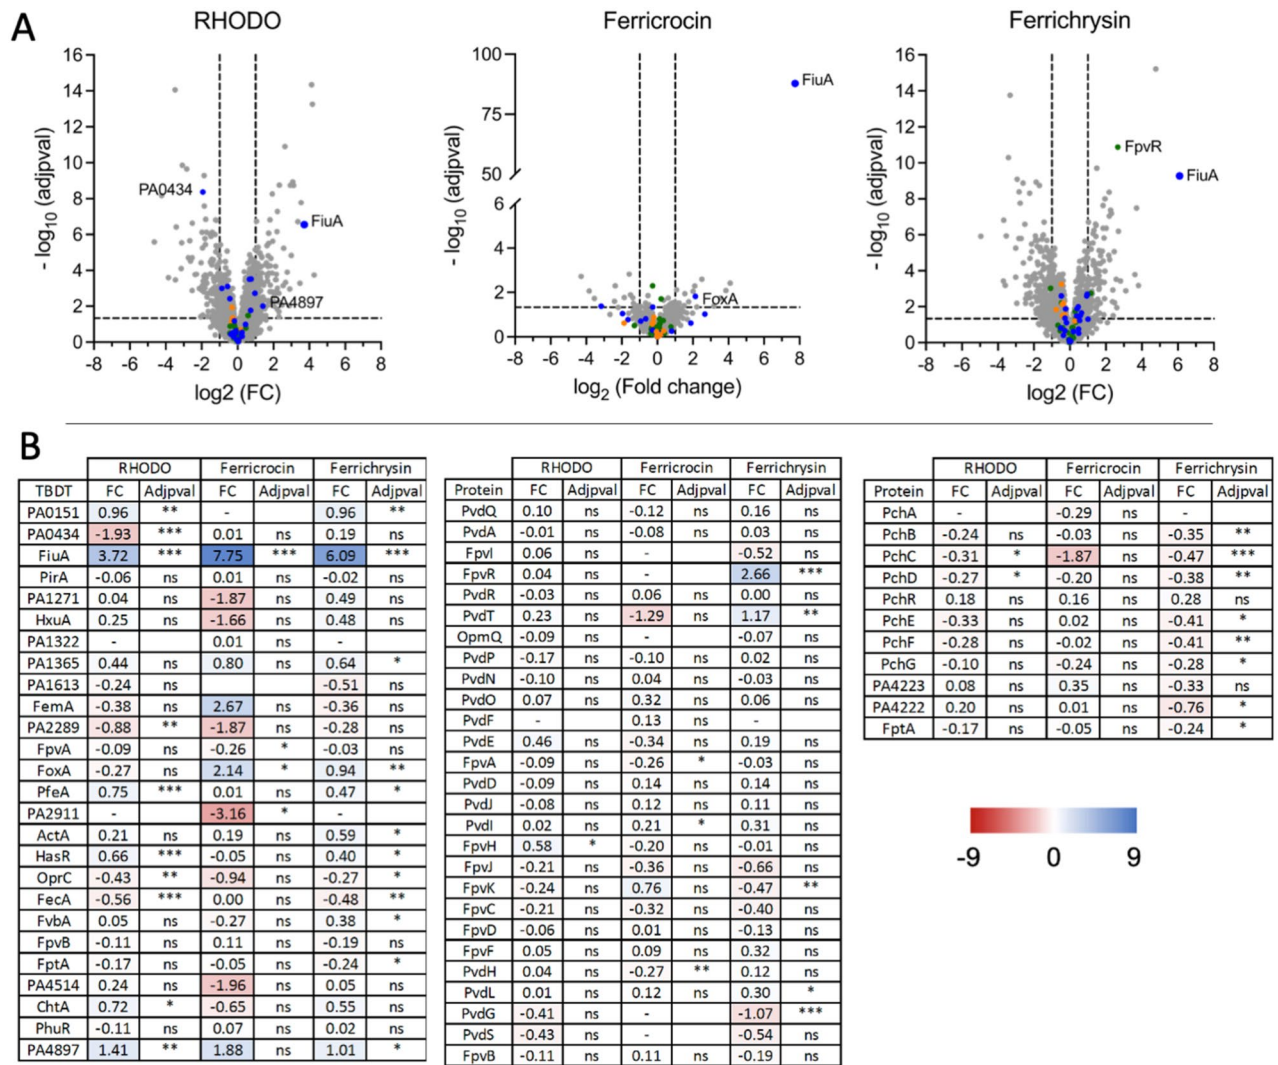 A
RHODO
Ferricrocin
Ferrichrysin
- log10 (adjpval)
16
14
12
10
8
6
4
2
0
PA0434
FiuA
PA4897
-8 -6 -4 -2 0 2 4 6 8
log2 (FC)
- log10 (adjpval)
100
75
50
6
4
2
0
FiuA
FoxA
-8 -6 -4 -2 0 2 4 6 8
log2 (Fold change)
- log10 (adjpval)
16
14
12
10
8
6
4
2
0
FpvR
FiuA
-8 -6 -4 -2 0 2 4 6 8
log2 (FC)
B
RHODO Ferricrocin Ferrichrysin
TBDT FC Adjpval FC Adjpval FC Adjpval
PA0151 0.96 ** - 0.96 **
PA0434 -1.93 *** 0.01 ns 0.19 ns
FiuA 3.72 *** 7.75 *** 6.09 ***
PirA -0.06 ns 0.01 ns -0.02 ns
PA1271 0.04 ns -1.87 ns 0.49 ns
HxuA 0.25 ns -1.66 ns 0.48 ns
PA1322 - 0.01 ns -
PA1365 0.44 ns 0.80 ns 0.64 *
PA1613 -0.24 ns -0.51 ns
FemA -0.38 ns 2.67 ns -0.36 ns
PA2289 -0.88 ** -1.87 ns -0.28 ns
FpvA -0.09 ns -0.26 * -0.03 ns
FoxA -0.27 ns 2.14 * 0.94 **
PfeA 0.75 *** 0.01 ns 0.47 *
PA2911 - -3.16 * -
ActA 0.21 ns 0.19 ns 0.59 *
HasR 0.66 *** -0.05 ns 0.40 *
OprC -0.43 ** -0.94 ns -0.27 *
FecA -0.56 *** 0.00 ns -0.48 **
FvbA 0.05 ns -0.27 ns 0.38 *
FpvB -0.11 ns 0.11 ns -0.19 ns
FptA -0.17 ns -0.05 ns -0.24 *
PA4514 0.24 ns -1.96 ns 0.05 ns
ChtA 0.72 * -0.65 ns 0.55 ns
PhuR -0.11 ns 0.07 ns 0.02 ns
PA4897 1.41 ** 1.88 ns 1.01 *
RHODO Ferricrocin Ferrichrysin
Protein FC Adjpval FC Adjpval FC Adjpval
PvdQ 0.10 ns -0.12 ns 0.16 ns
PvdA -0.01 ns -0.08 ns 0.03 ns
FpvI 0.06 ns - -0.52 ns
FpvR 0.04 ns - 2.66 ***
PvdR -0.03 ns 0.06 ns 0.00 ns
PvdT 0.23 ns -1.29 ns 1.17 **
OpmQ -0.09 ns - -0.07 ns
PvdP -0.17 ns -0.10 ns 0.02 ns
PvdN -0.10 ns 0.04 ns -0.03 ns
PvdO 0.07 ns 0.32 ns 0.06 ns
PvdF - 0.13 ns -
PvdE 0.46 ns -0.34 ns 0.19 ns
FpvA -0.09 ns -0.26 * -0.03 ns
PvdD -0.09 ns 0.14 ns 0.14 ns
PvdJ -0.08 ns 0.12 ns 0.11 ns
PvdI 0.02 ns 0.21 * 0.31 ns
FpvH 0.58 * -0.20 ns -0.01 ns
FpvJ -0.21 ns -0.36 ns -0.66 ns
FpvK -0.24 ns 0.76 ns -0.47 **
FpvC -0.21 ns -0.32 ns -0.40 ns
FpvD -0.06 ns 0.01 ns -0.13 ns
FpvF 0.05 ns 0.09 ns 0.32 ns
PvdH 0.04 ns -0.27 ** 0.12 ns
PvdL 0.01 ns 0.12 ns 0.30 *
PvdG -0.41 ns - -1.07 ***
PvdS -0.43 ns - -0.54 ns
FpvB -0.11 ns 0.11 ns -0.19 ns
RHODO Ferricrocin Ferrichrysin
Protein FC Adjpval FC Adjpval FC Adjpval
PchA - -0.29 ns -
PchB -0.24 ns -0.03 ns -0.35 **
PchC -0.31 * -1.87 ns -0.47 ***
PchD -0.27 * -0.20 ns -0.38 **
PchR 0.18 ns 0.16 ns 0.28 ns
PchE -0.33 ns 0.02 ns -0.41 *
PchF -0.28 ns -0.02 ns -0.41 **
PchG -0.10 ns -0.24 ns -0.28 *
PA4223 0.08 ns 0.35 ns -0.33 ns
PA4222 0.20 ns 0.01 ns -0.76 *
FptA -0.17 ns -0.05 ns -0.24 *
-9 0 9